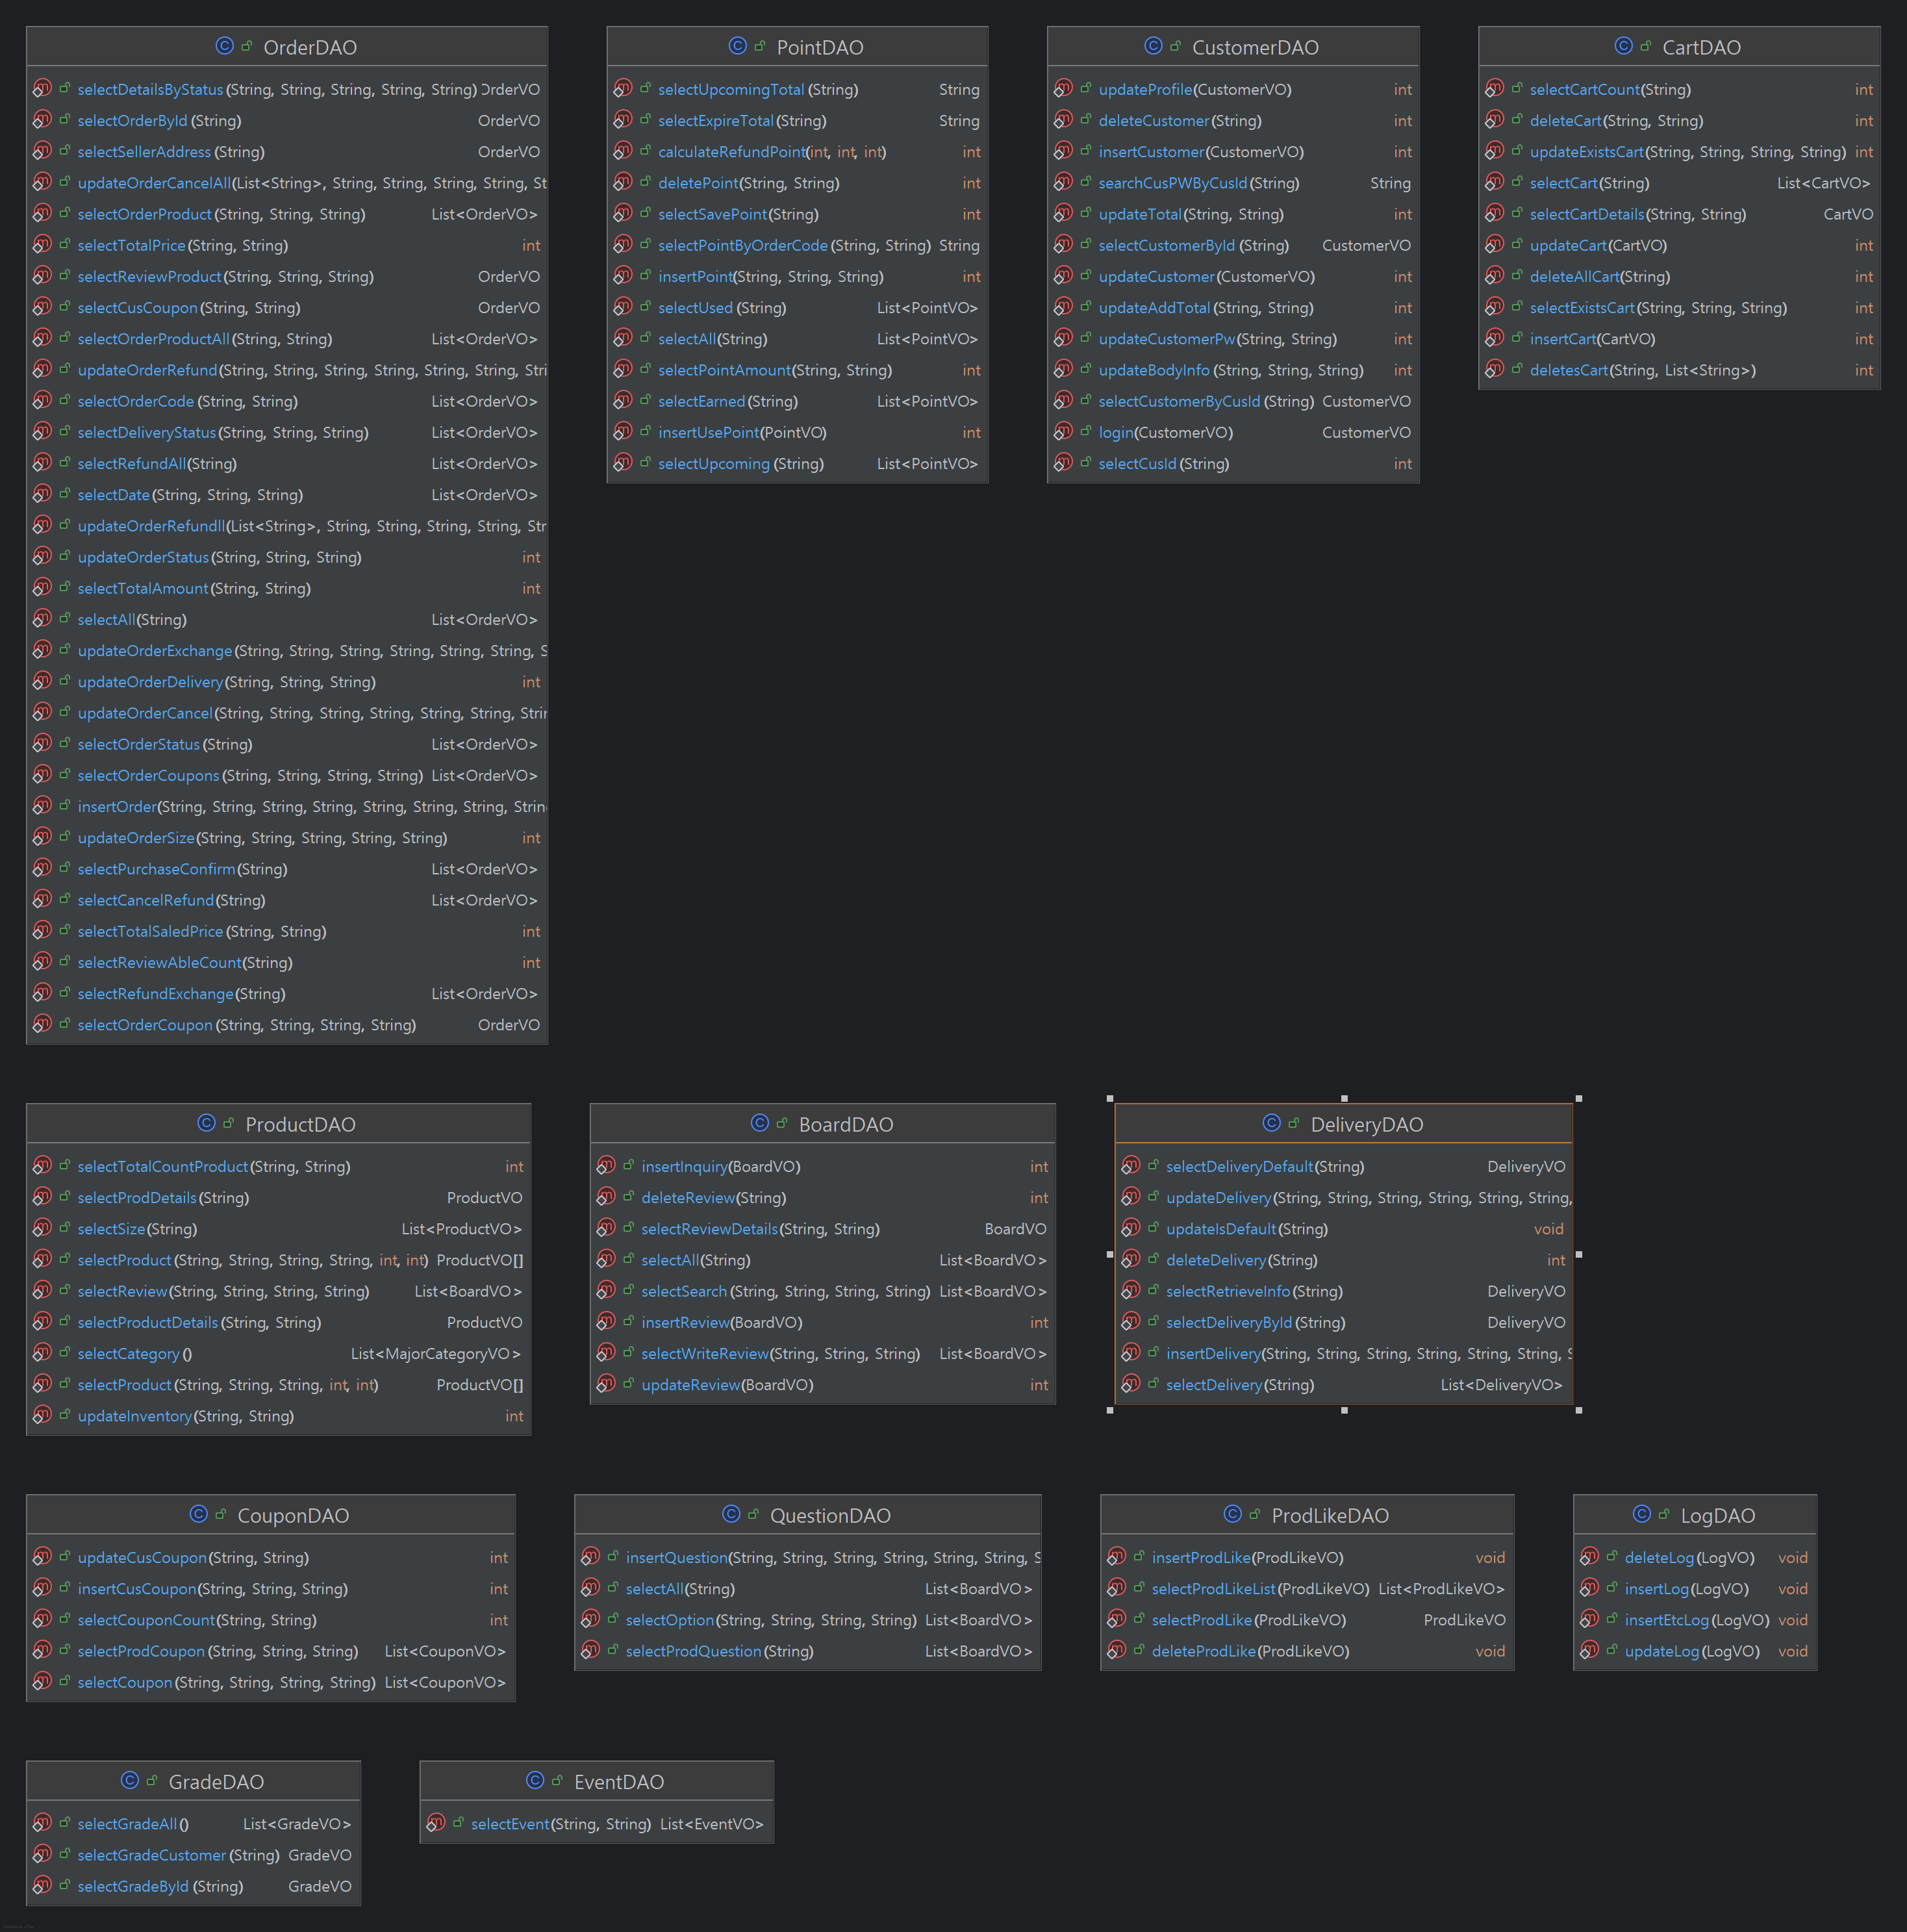 OrderDAO
selectDetailsByStatus(String, String, String, String, String) OrderVO
selectOrderById(String) OrderVO
selectSellerAddress(String) OrderVO
updateOrderCancelAll(List<String>, String, String, String, String, St
selectOrderProduct(String, String, String) List<OrderVO>
selectTotalPrice(String, String) int
selectReviewProduct(String, String, String) OrderVO
selectCusCoupon(String, String) OrderVO
selectOrderProductAll(String, String) List<OrderVO>
updateOrderRefund(String, String, String, String, String, String, Stri
selectOrderCode(String, String) List<OrderVO>
selectDeliveryStatus(String, String, String) List<OrderVO>
selectRefundAll(String) List<OrderVO>
selectDate(String, String, String) List<OrderVO>
updateOrderRefundll(List<String>, String, String, String, String, Str
updateOrderStatus(String, String, String) int
selectTotalAmount(String, String) int
selectAll(String) List<OrderVO>
updateOrderExchange(String, String, String, String, String, String, S
updateOrderDelivery(String, String, String) int
updateOrderCancel(String, String, String, String, String, String, Strin
selectOrderStatus(String) List<OrderVO>
selectOrderCoupons(String, String, String, String) List<OrderVO>
insertOrder(String, String, String, String, String, String, String, Strin
updateOrderSize(String, String, String, String, String) int
selectPurchaseConfirm(String) List<OrderVO>
selectCancelRefund(String) List<OrderVO>
selectTotalSaledPrice(String, String) int
selectReviewAbleCount(String) int
selectRefundExchange(String) List<OrderVO>
selectOrderCoupon(String, String, String, String) OrderVO
PointDAO
selectUpcomingTotal(String) String
selectExpireTotal(String) String
calculateRefundPoint(int, int, int) int
deletePoint(String, String) int
selectSavePoint(String) int
selectPointByOrderCode(String, String) String
insertPoint(String, String, String) int
selectUsed(String) List<PointVO>
selectAll(String) List<PointVO>
selectPointAmount(String, String) int
selectEarned(String) List<PointVO>
insertUsePoint(PointVO) int
selectUpcoming(String) List<PointVO>
CustomerDAO
updateProfile(CustomerVO) int
deleteCustomer(String) int
insertCustomer(CustomerVO) int
searchCusPWByCusId(String) String
updateTotal(String, String) int
selectCustomerById(String) CustomerVO
updateCustomer(CustomerVO) int
updateAddTotal(String, String) int
updateCustomerPw(String, String) int
updateBodyInfo(String, String, String) int
selectCustomerByCusId(String) CustomerVO
login(CustomerVO) CustomerVO
selectCusId(String) int
CartDAO
selectCartCount(String) int
deleteCart(String, String) int
updateExistsCart(String, String, String, String) int
selectCart(String) List<CartVO>
selectCartDetails(String, String) CartVO
updateCart(CartVO) int
deleteAllCart(String) int
selectExistsCart(String, String, String) int
insertCart(CartVO) int
deletesCart(String, List<String>) int
ProductDAO
selectTotalCountProduct(String, String) int
selectProdDetails(String) ProductVO
selectSize(String) List<ProductVO>
selectProduct(String, String, String, String, int, int) ProductVO[]
selectReview(String, String, String, String) List<BoardVO>
selectProductDetails(String, String) ProductVO
selectCategory() List<MajorCategoryVO>
selectProduct(String, String, String, int, int) ProductVO[]
updateInventory(String, String) int
BoardDAO
insertInquiry(BoardVO) int
deleteReview(String) int
selectReviewDetails(String, String) BoardVO
selectAll(String) List<BoardVO>
selectSearch(String, String, String, String) List<BoardVO>
insertReview(BoardVO) int
selectWriteReview(String, String, String) List<BoardVO>
updateReview(BoardVO) int
DeliveryDAO
selectDeliveryDefault(String) DeliveryVO
updateDelivery(String, String, String, String, String, String,
updateIsDefault(String) void
deleteDelivery(String) int
selectRetrieveInfo(String) DeliveryVO
selectDeliveryById(String) DeliveryVO
insertDelivery(String, String, String, String, String, String, S
selectDelivery(String) List<DeliveryVO>
CouponDAO
updateCusCoupon(String, String) int
insertCusCoupon(String, String, String) int
selectCouponCount(String, String) int
selectProdCoupon(String, String, String) List<CouponVO>
selectCoupon(String, String, String, String) List<CouponVO>
QuestionDAO
insertQuestion(String, String, String, String, String, String, S
selectAll(String) List<BoardVO>
selectOption(String, String, String, String) List<BoardVO>
selectProdQuestion(String) List<BoardVO>
ProdLikeDAO
insertProdLike(ProdLikeVO) void
selectProdLikeList(ProdLikeVO) List<ProdLikeVO>
selectProdLike(ProdLikeVO) ProdLikeVO
deleteProdLike(ProdLikeVO) void
LogDAO
deleteLog(LogVO) void
insertLog(LogVO) void
insertEtcLog(LogVO) void
updateLog(LogVO) void
GradeDAO
selectGradeAll() List<GradeVO>
selectGradeCustomer(String) GradeVO
selectGradeById(String) GradeVO
EventDAO
selectEvent(String, String) List<EventVO>